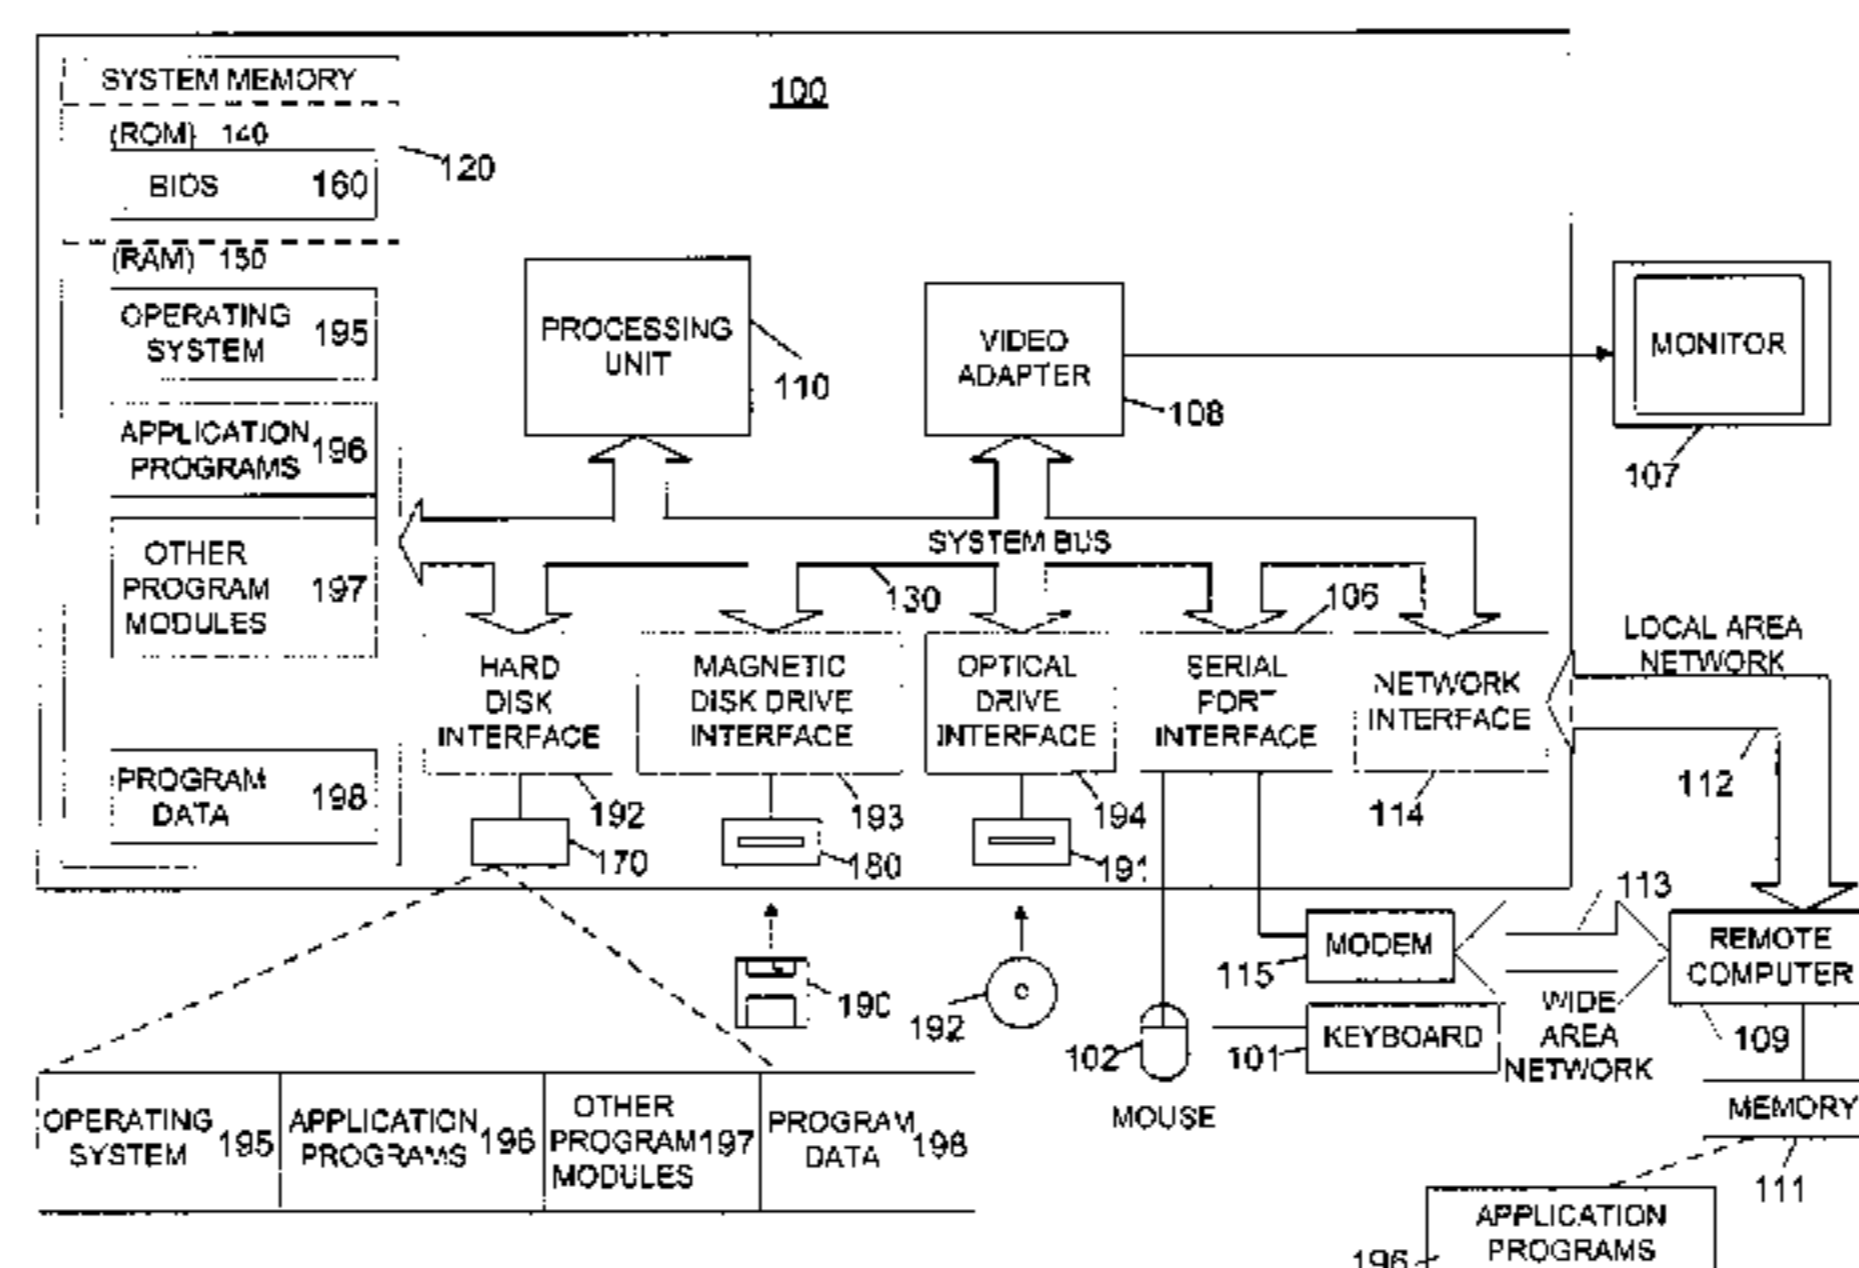 SYSTEM MEMORY
100
(ROM) 140
120
BIOS 160
(RAM) 150
OPERATING
SYSTEM
195
PROCESSING
UNIT
110
VIDEO
ADAPTER
108
MONITOR
107
APPLICATION
PROGRAMS
196
SYSTEM BUS
130
106
OTHER
PROGRAM
MODULES
197
LOCAL AREA
NETWORK
HARD
DISK
INTERFACE
MAGNETIC
DISK DRIVE
INTERFACE
OPTICAL
DRIVE
INTERFACE
SERIAL
PORT
INTERFACE
NETWORK
INTERFACE
112
PROGRAM
DATA
198
192
193
194
114
170
180
191
113
MODEM
115
REMOTE
COMPUTER
190
192
WIDE
AREA
NETWORK
102
101
KEYBOARD
109
MOUSE
MEMORY
111
OPERATING
SYSTEM
195
APPLICATION
PROGRAMS
196
OTHER
PROGRAM
MODULES
197
PROGRAM
DATA
198
APPLICATION
PROGRAMS
196